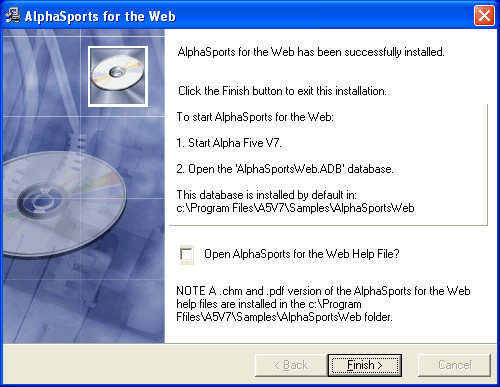 AlphaSports for the Web
AlphaSports for the Web has been successfully installed.
Click the Finish button to exit this installation.
To start AlphaSports for the Web:
1. Start Alpha Five V7.
2. Open the 'AlphaSportsWeb.ADB' database.
This database is installed by default in:
c:\Program Files\A5V7\Samples\AlphaSportsWeb
Open AlphaSports for the Web Help File?
NOTE A .chm and .pdf version of the AlphaSports for the Web
help files are installed in the c:\Program
Ffiles\A5V7\Samples\AlphaSportsWeb folder.
< Back
Finish >
Cancel